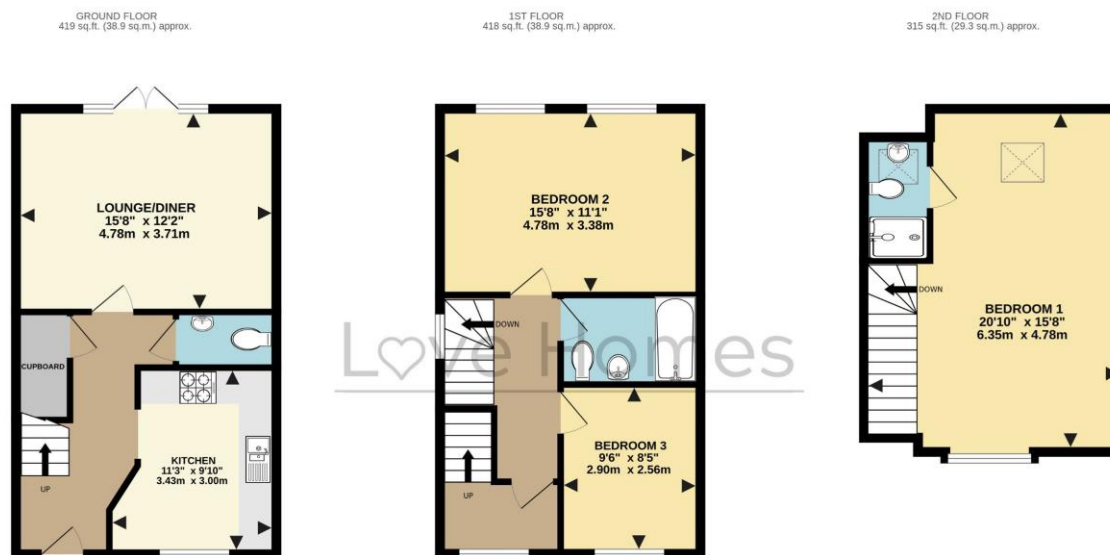 GROUND FLOOR
419 sq.ft. (38.9 sq.m.) approx.
1ST FLOOR
418 sq.ft. (38.9 sq.m.) approx.
2ND FLOOR
315 sq.ft. (29.3 sq.m.) approx.
LOUNGE/DINER
15'8" x 12'2"
4.78m x 3.71m
CUPBOARD
UP
KITCHEN
11'3" x 9'10"
3.43m x 3.00m
BEDROOM 2
15'8" x 11'1"
4.78m x 3.38m
DOWN
UP
BEDROOM 3
9'6" x 8'5"
2.90m x 2.56m
DOWN
BEDROOM 1
20'10" x 15'8"
6.35m x 4.78m
Love Homes